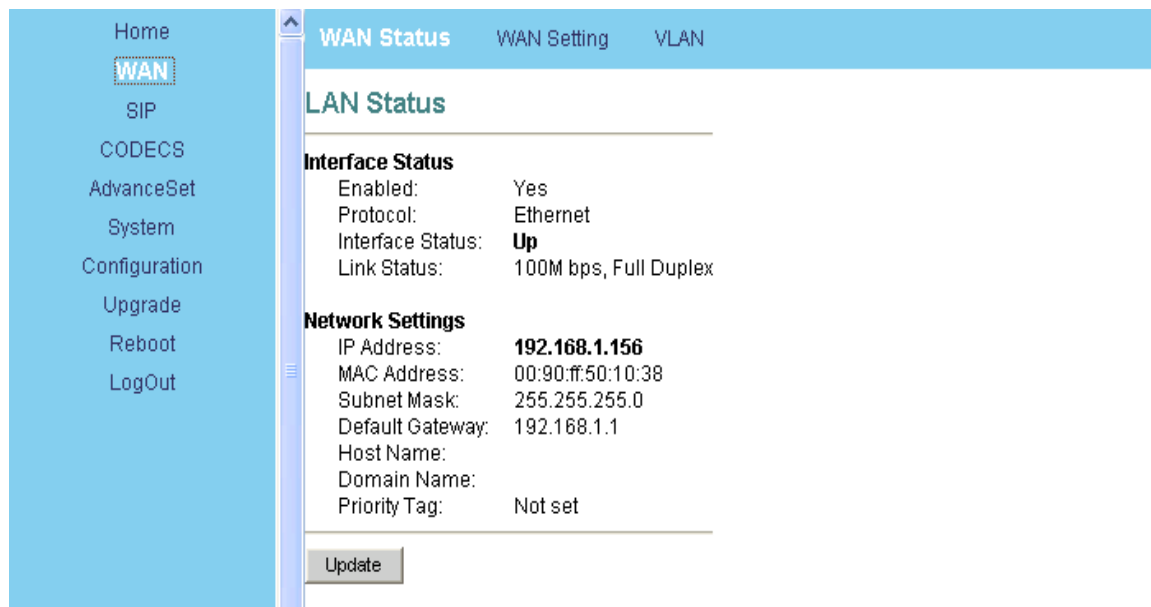 Home
WAN
SIP
CODECS
AdvanceSet
System
Configuration
Upgrade
Reboot
LogOut
WAN Status WAN Setting VLAN
LAN Status
Interface Status
Enabled: Yes
Protocol: Ethernet
Interface Status: Up
Link Status: 100M bps, Full Duplex
Network Settings
IP Address: 192.168.1.156
MAC Address: 00:90:ff:50:10:38
Subnet Mask: 255.255.255.0
Default Gateway: 192.168.1.1
Host Name:
Domain Name:
Priority Tag: Not set
Update